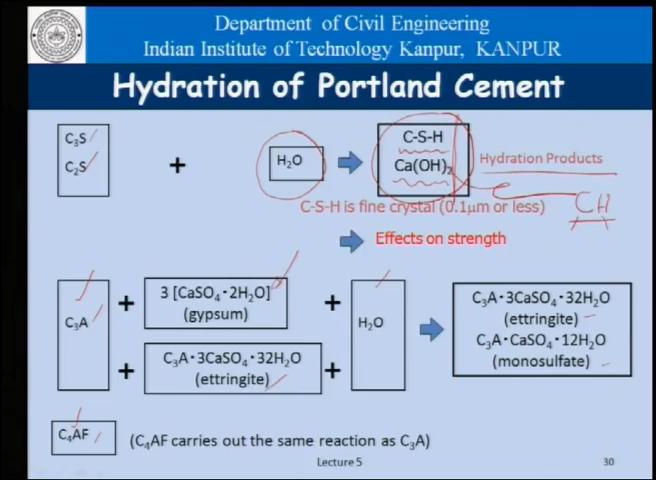 Department of Civil Engineering
Indian Institute of Technology Kanpur, KANPUR
Hydration of Portland Cement
C₃S
C₂S
+
H₂O
C-S-H
Ca(OH)₂
Hydration Products
CH
C-S-H is fine crystal (0.1μm or less)
Effects on strength
C₃A
+
3 [CaSO₄·2H₂O]
(gypsum)
+
H₂O
+
C₃A·3CaSO₄·32H₂O
(ettringite)
+
C₃A·3CaSO₄·32H₂O
(ettringite)
C₃A·CaSO₄·12H₂O
(monosulfate)
C₄AF
(C₄AF carries out the same reaction as C₃A)
Lecture 5
30